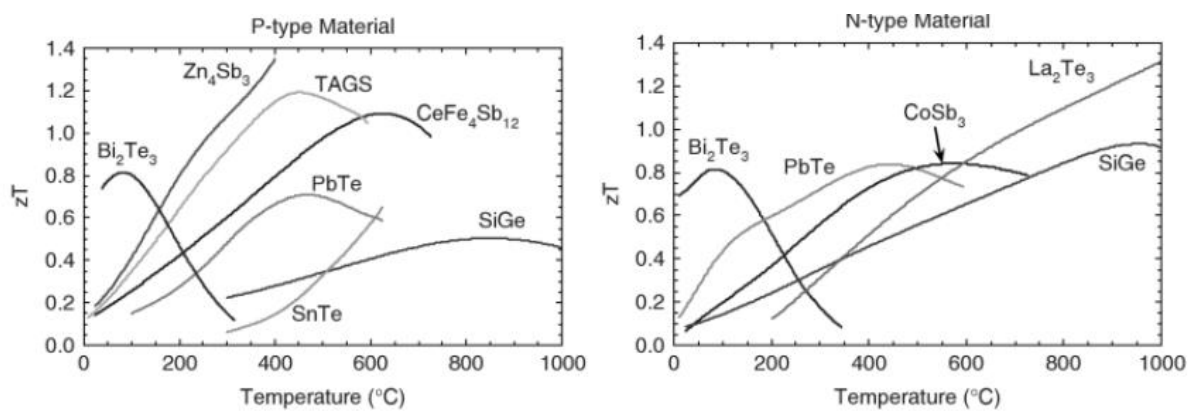 P-type Material
1.4
1.2
1.0
0.8
0.6
0.4
0.2
0.0
zT
Zn₄Sb₃
TAGS
CeFe₄Sb₁₂
Bi₂Te₃
PbTe
SiGe
SnTe
0 200 400 600 800 1000
Temperature (°C)
N-type Material
1.4
1.2
1.0
0.8
0.6
0.4
0.2
0.0
zT
La₂Te₃
CoSb₃
Bi₂Te₃
PbTe
SiGe
0 200 400 600 800 1000
Temperature (°C)